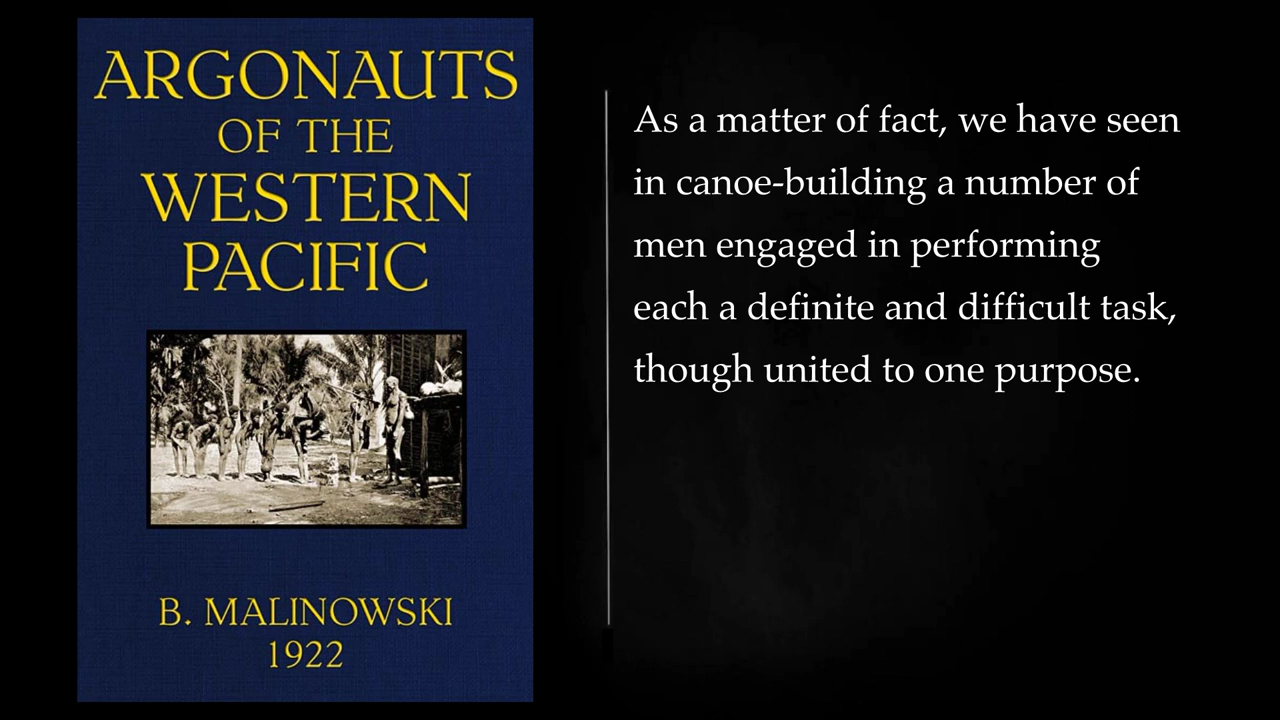 ARGONAUTS
OF THE
WESTERN
PACIFIC
B. MALINOWSKI
1922
As a matter of fact, we have seen
in canoe-building a number of
men engaged in performing
each a definite and difficult task,
though united to one purpose.